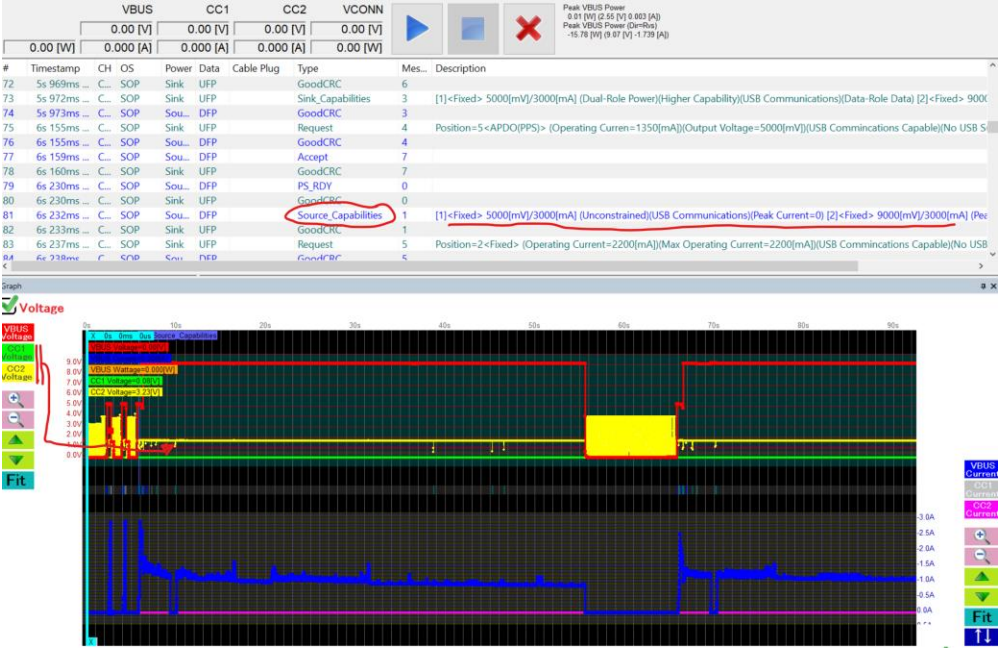 VBUS CC1 CC2 VCONN
0.00 [V] 0.00 [V] 0.00 [V] 0.00 [V]
0.00 [W] 0.000 [A] 0.000 [A] 0.000 [A] 0.00 [W]
Peak VBUS Power
0.01 [W] (2.55 [V] 0.003 [A])
Peak VBUS Power (Dir=Rvs)
-15.78 [W] (9.07 [V] -1.739 [A])
# Timestamp CH OS Power Data Cable Plug Type Mes... Description
72 5s 969ms ... C... SOP Sink UFP GoodCRC 6
73 5s 972ms ... C... SOP Sink UFP Sink_Capabilities 3 [1]<Fixed> 5000[mV]/3000[mA] (Dual-Role Power)(Higher Capability)(USB Communications)(Data-Role Data) [2]<Fixed> 900
74 5s 973ms ... C... SOP Sou... DFP GoodCRC 3
75 6s 155ms ... C... SOP Sink UFP Request 4 Position=5<APDO(PPS)> (Operating Curren=1350[mA])(Output Voltage=5000[mV])(USB Commincations Capable)(No USB S
76 6s 155ms ... C... SOP Sou... DFP GoodCRC 4
77 6s 159ms ... C... SOP Sou... DFP Accept 7
78 6s 160ms ... C... SOP Sink UFP GoodCRC 7
79 6s 230ms ... C... SOP Sou... DFP PS_RDY 0
80 6s 230ms ... C... SOP Sink UFP GoodCRC 0
81 6s 232ms ... C... SOP Sou... DFP Source_Capabilities 1 [1]<Fixed> 5000[mV]/3000[mA] (Unconstrained)(USB Communications)(Peak Current=0) [2]<Fixed> 9000[mV]/3000[mA] (Pea
82 6s 233ms ... C... SOP Sink UFP GoodCRC 1
83 6s 237ms ... C... SOP Sink UFP Request 5 Position=2<Fixed> (Operating Current=2200[mA])(Max Operating Current=2200[mA])(USB Commincations Capable)(No USB
84 6s 238ms C SOP Sou DFP GoodCRC 5
Graph
Voltage
0s 10s 20s 30s 40s 50s 60s 70s 80s 90s
X 0s 0ms 0us Source_Capabilities
VBUS Voltage
CC1 Voltage
CC2 Voltage
Fit
9.0V
8.0V
7.0V
6.0V
5.0V
4.0V
3.0V
2.0V
1.0V
0.0V
VBUS Wattage=0.000[W]
CC1 Voltage=0.08[V]
CC2 Voltage=3.23[V]
VBUS Current
CC1 Current
CC2 Current
Fit
-3.0A
-2.5A
-2.0A
-1.5A
-1.0A
-0.5A
0.0A
X